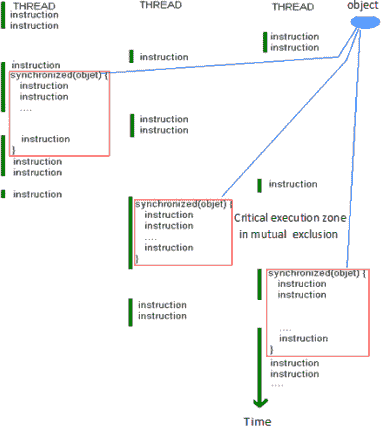 THREAD
instruction
instruction
instruction
synchronized(objet) {
instruction
instruction
....
instruction
}
instruction
instruction
instruction
THREAD
instruction
instruction
instruction
synchronized(objet) {
instruction
instruction
....
instruction
}
instruction
instruction
THREAD
instruction
instruction
instruction
synchronized(objet) {
instruction
instruction
....
instruction
}
instruction
instruction
....
object
Critical execution zone
in mutual exclusion
Time